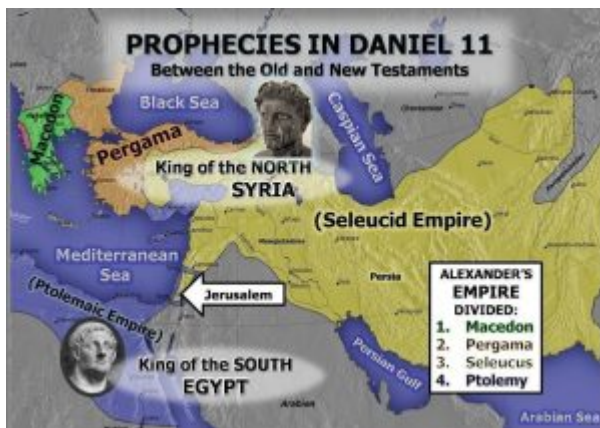 PROPHECIES IN DANIEL 11
Between the Old and New Testaments
Black Sea
Caspian Sea
Macedon
Pergama
King of the NORTH
SYRIA
(Seleucid Empire)
Mediterranean
Sea
Persia
Jerusalem
(Ptolemaic Empire)
King of the SOUTH
EGYPT
Persian Gulf
Arabian
Arabian Sea
ALEXANDER'S
EMPIRE
DIVIDED:
1. Macedon
2. Pergama
3. Seleucus
4. Ptolemy